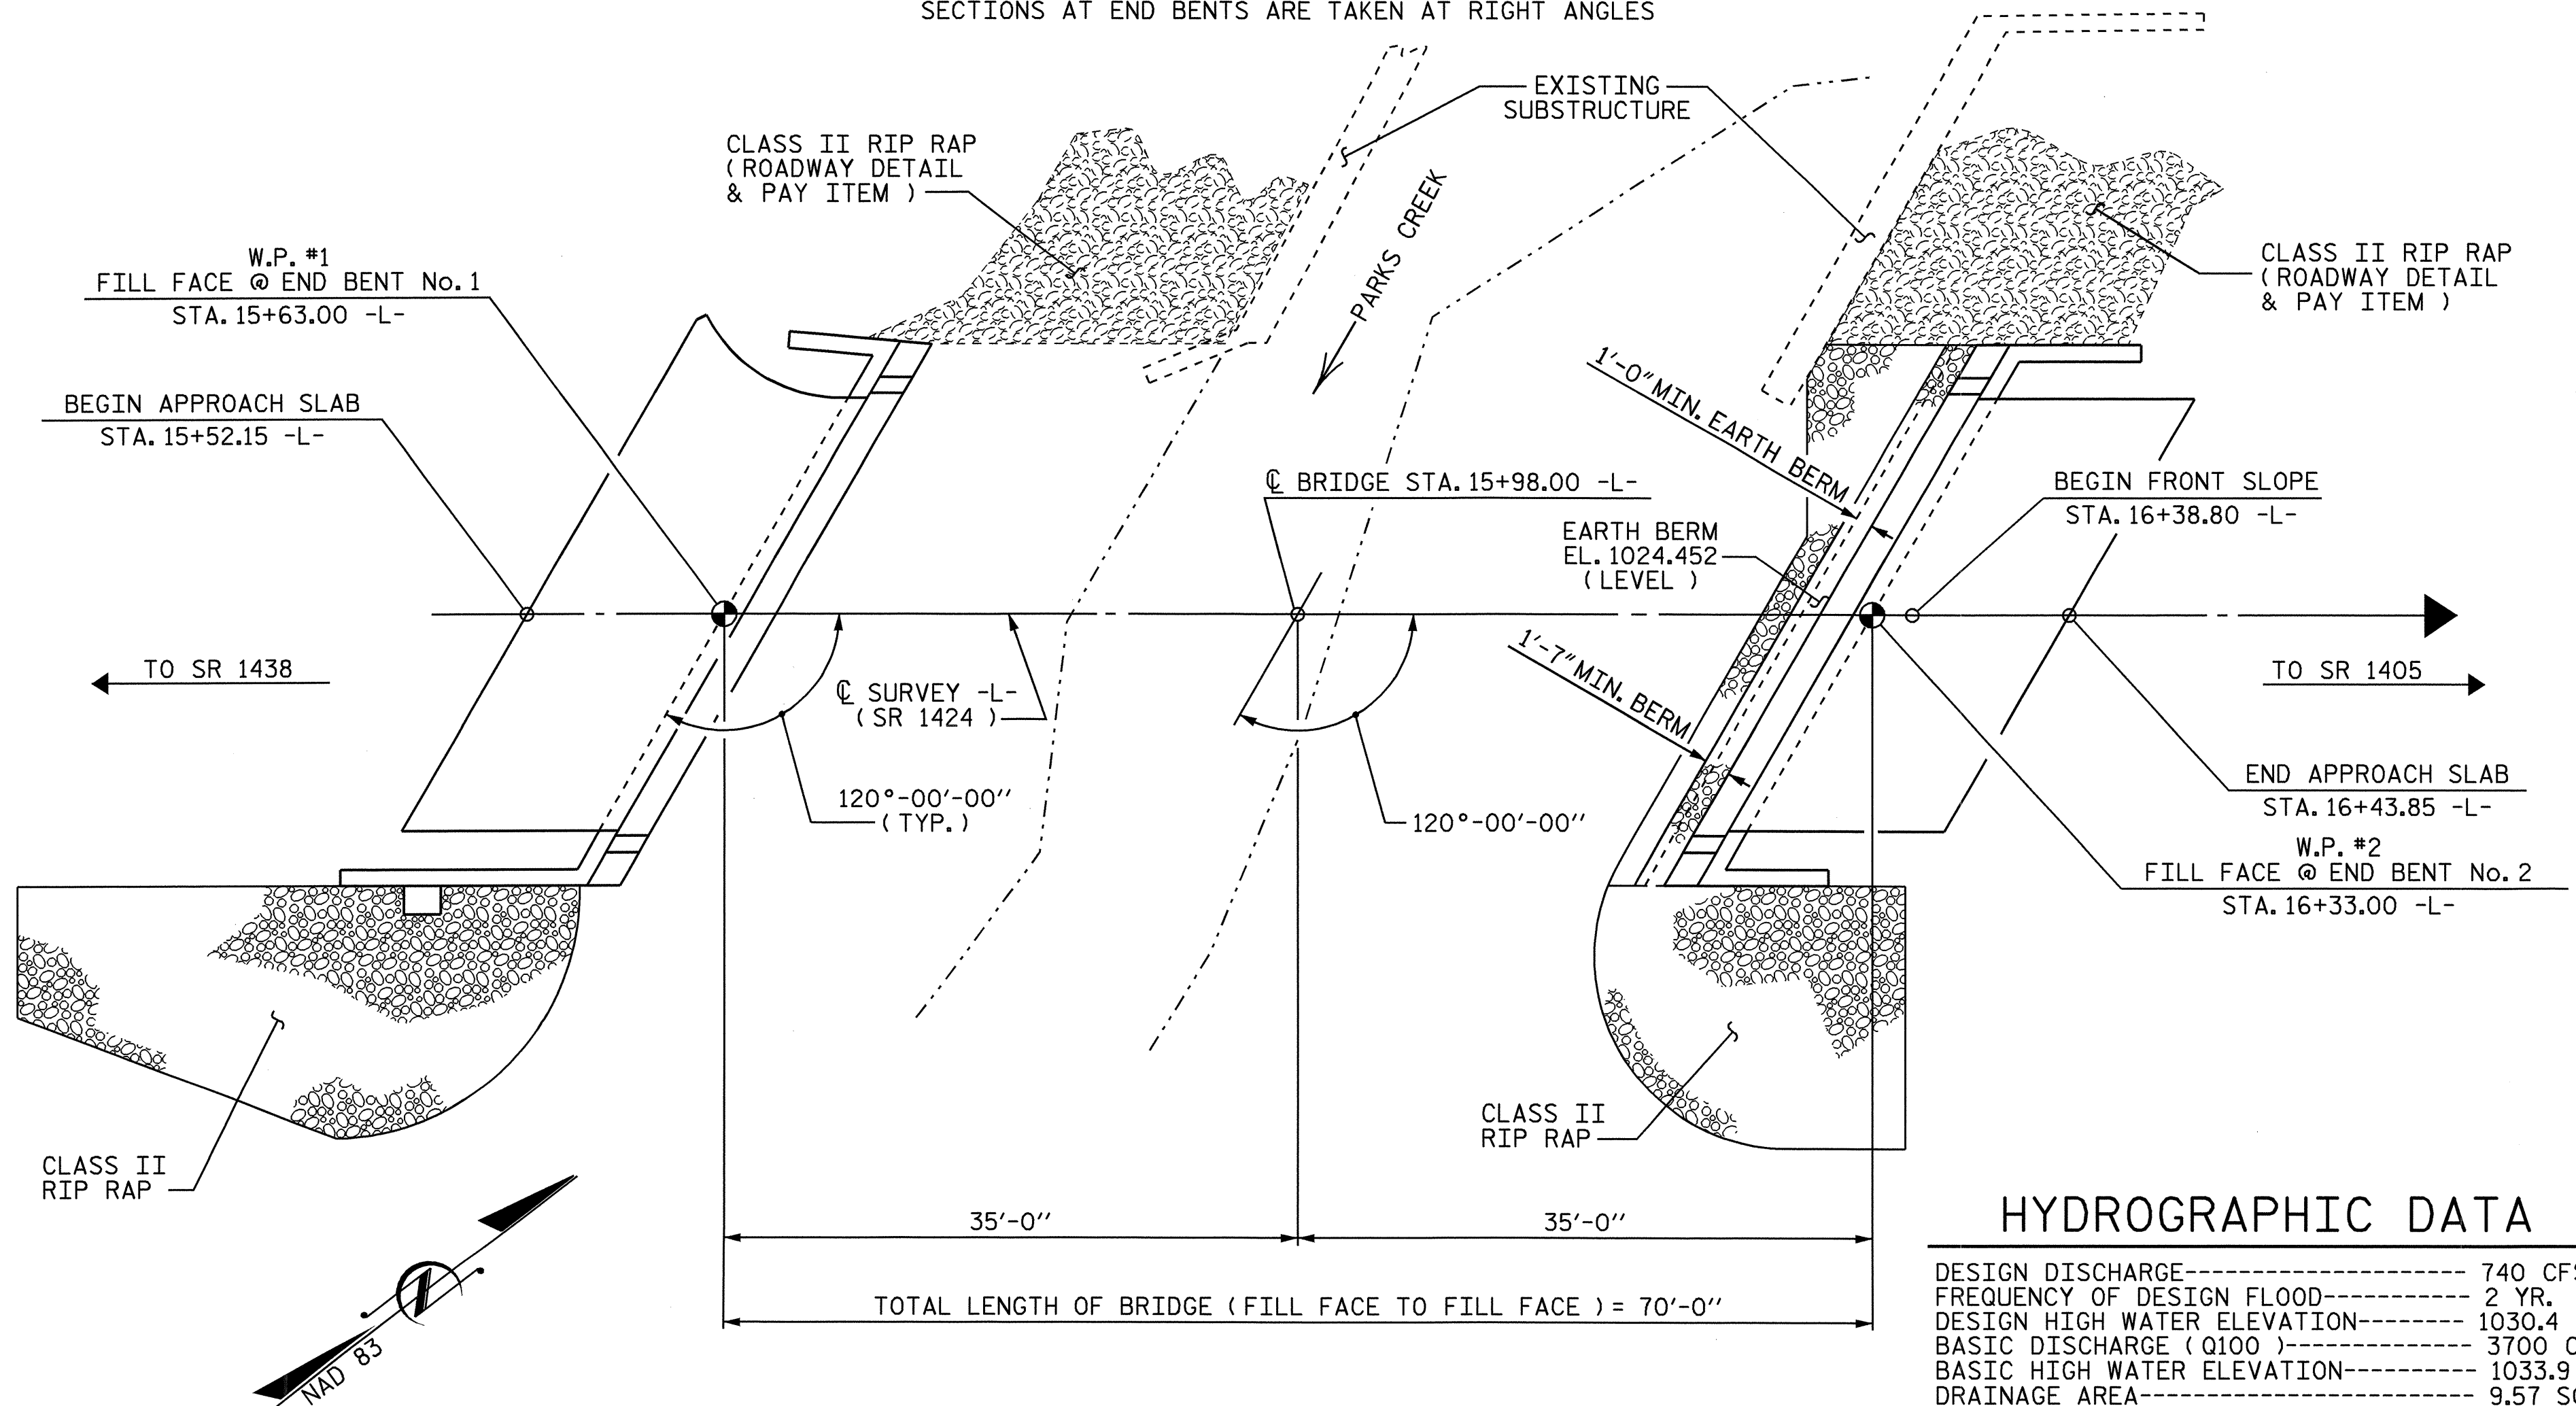 SECTIONS AT END BENTS ARE TAKEN AT RIGHT ANGLES
EXISTING
SUBSTRUCTURE
CLASS II RIP RAP
(ROADWAY DETAIL
& PAY ITEM )
PARKS CREEK
CLASS II RIP RAP
(ROADWAY DETAIL
& PAY ITEM )
W.P. #1
FILL FACE @ END BENT No. 1
STA. 15+63.00 -L-
BEGIN APPROACH SLAB
STA. 15+52.15 -L-
1'-0" MIN. EARTH BERM
℄ BRIDGE STA. 15+98.00 -L-
BEGIN FRONT SLOPE
STA. 16+38.80 -L-
EARTH BERM
EL. 1024.452
( LEVEL )
TO SR 1438
℄ SURVEY -L-
( SR 1424 )
1'-7" MIN. BERM
TO SR 1405
120°-00'-00"
( TYP. )
120°-00'-00"
END APPROACH SLAB
STA. 16+43.85 -L-
W.P. #2
FILL FACE @ END BENT No. 2
STA. 16+33.00 -L-
CLASS II
RIP RAP
CLASS II
RIP RAP
35'-0"
35'-0"
TOTAL LENGTH OF BRIDGE ( FILL FACE TO FILL FACE ) = 70'-0"
NAD 83
HYDROGRAPHIC DATA
DESIGN DISCHARGE--------------------- 740 CFS
FREQUENCY OF DESIGN FLOOD----------- 2 YR.
DESIGN HIGH WATER ELEVATION-------- 1030.4
BASIC DISCHARGE ( Q100 )-------------- 3700
BASIC HIGH WATER ELEVATION---------- 1033.9
DRAINAGE AREA------------------------- 9.57